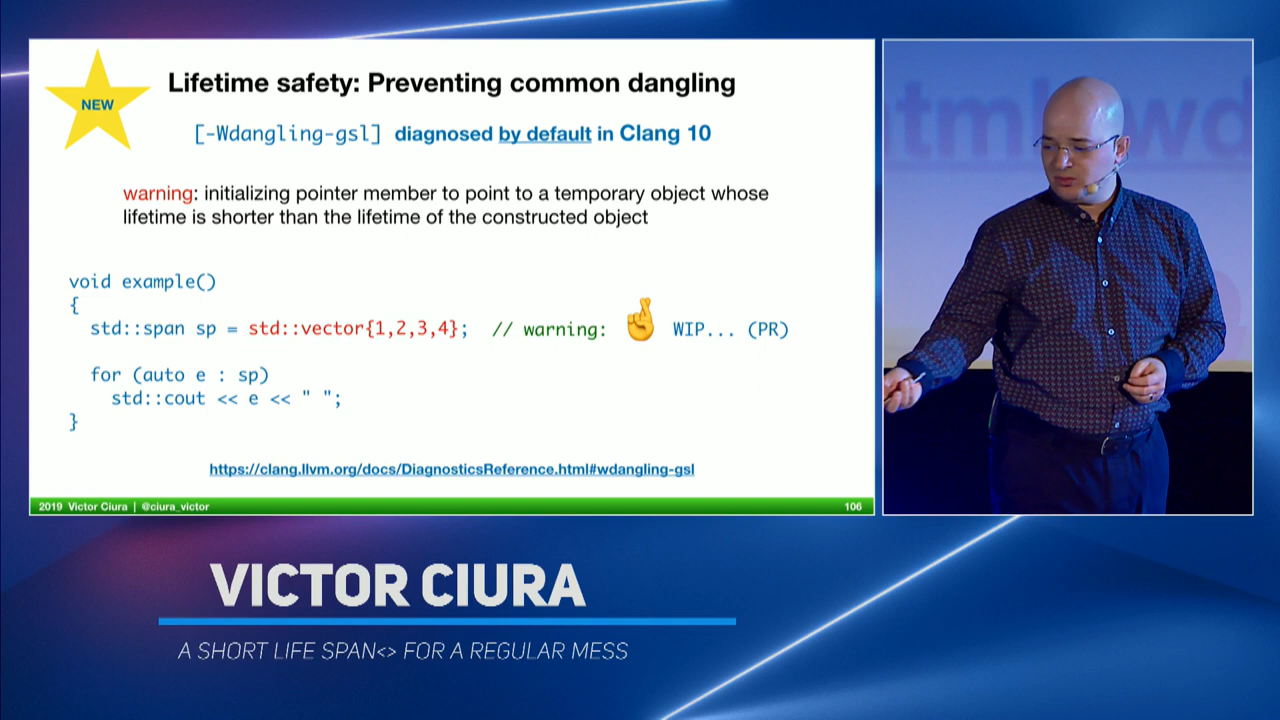 NEW
Lifetime safety: Preventing common dangling
[-Wdangling-gsl] diagnosed by default in Clang 10
warning: initializing pointer member to point to a temporary object whose
lifetime is shorter than the lifetime of the constructed object
void example()
{
std::span sp = std::vector{1,2,3,4}; // warning: WIP... (PR)
for (auto e : sp)
std::cout << e << " ";
}
https://clang.llvm.org/docs/DiagnosticsReference.html#wdangling-gsl
2019 Victor Ciura | @ciura_victor
106
VICTOR CIURA
A SHORT LIFE SPAN<> FOR A REGULAR MESS